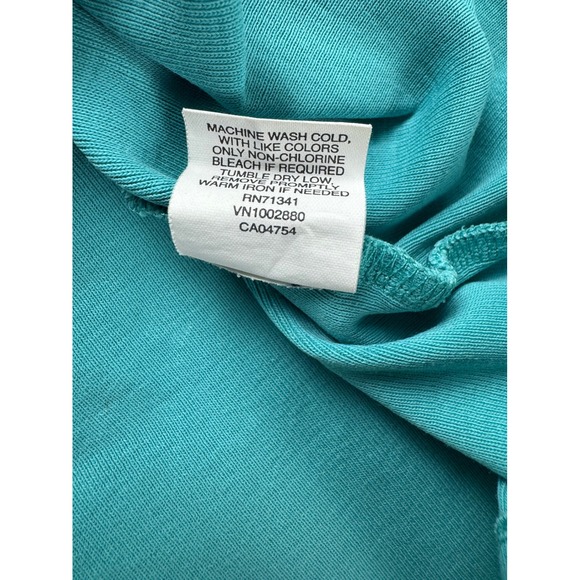 MACHINE WASH COLD,
WITH LIKE COLORS
ONLY NON-CHLORINE
BLEACH IF REQUIRED
TUMBLE DRY LOW
REMOVE PROMPTLY
WARM IRON IF NEEDED
RN71341
VN1002880
CA04754